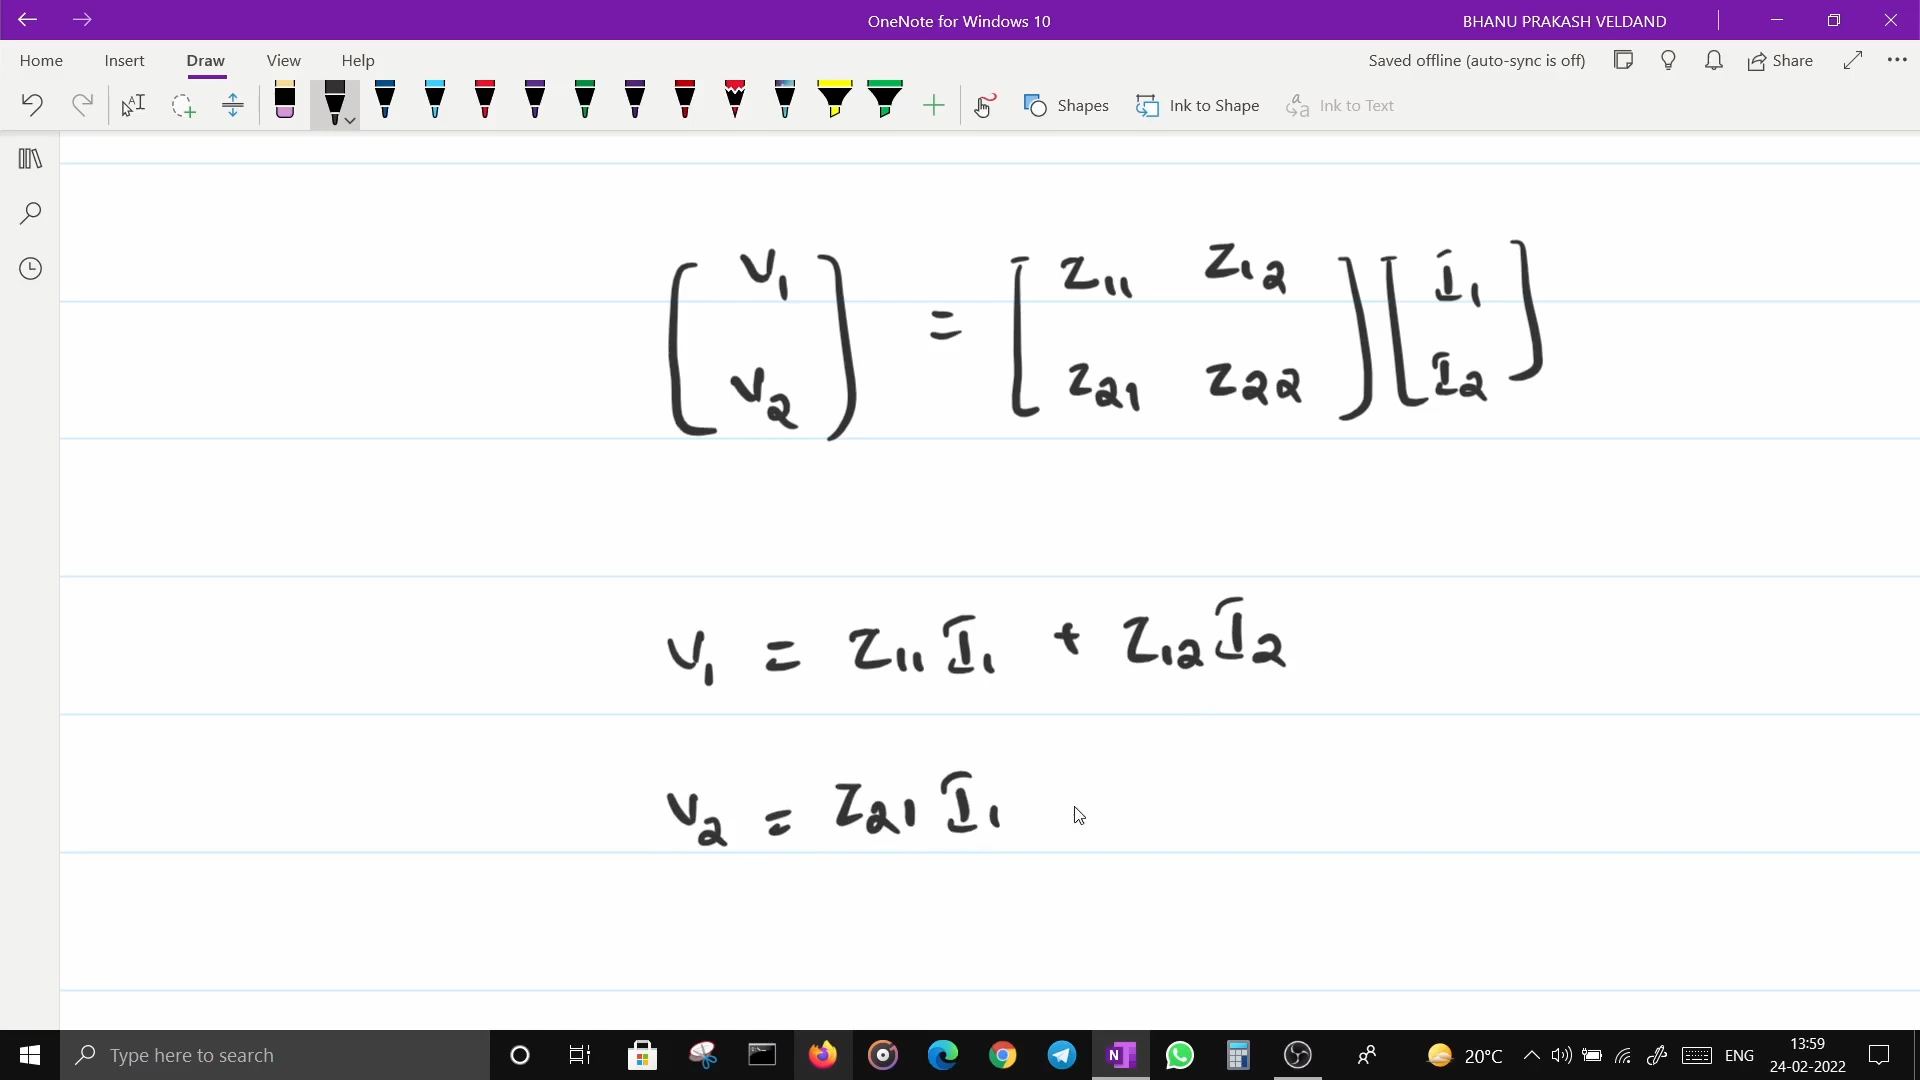 OneNote for Windows 10 BHANU PRAKASH VELDAND
Home Insert Draw View Help Saved offline (auto-sync is off) Share
Shapes Ink to Shape Ink to Text
[V₁ V₂] = [Z₁₁ Z₁₂ Z₂₁ Z₂₂] [I₁ I₂]
V₁ = Z₁₁ I₁ + Z₁₂ I₂
V₂ = Z₂₁ I₁
Type here to search 20°C ENG 13:59
24-02-2022